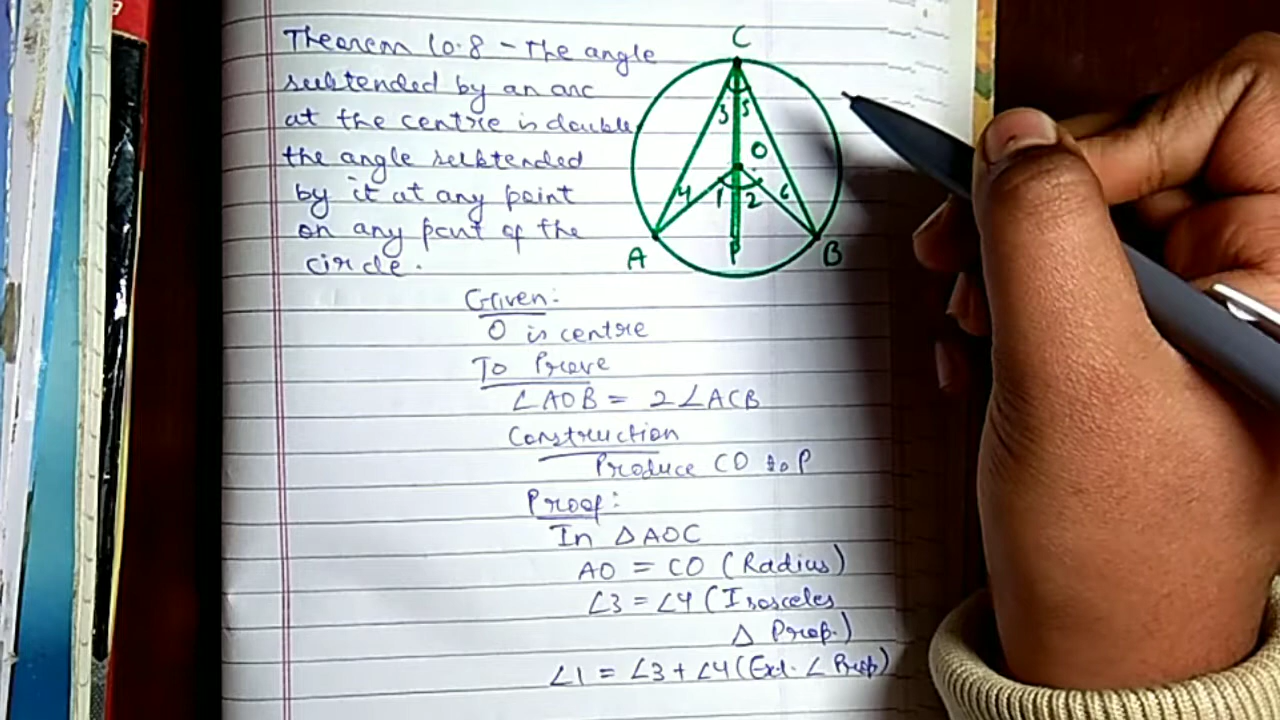 Theorem 10.8 - The angle
subtended by an arc
at the centre is double
the angle subtended
by it at any point
on any part of the
circle.
C
3 5
O
4 1 2 6
A P B
Given:
O is centre
To Prove
∠AOB = 2∠ACB
Construction
Produce CO to P
Proof:
In △AOC
AO = CO (Radius)
∠3 = ∠4 (Isosceles
△ Prop.)
∠1 = ∠3 + ∠4 (Ext. ∠ Prop)